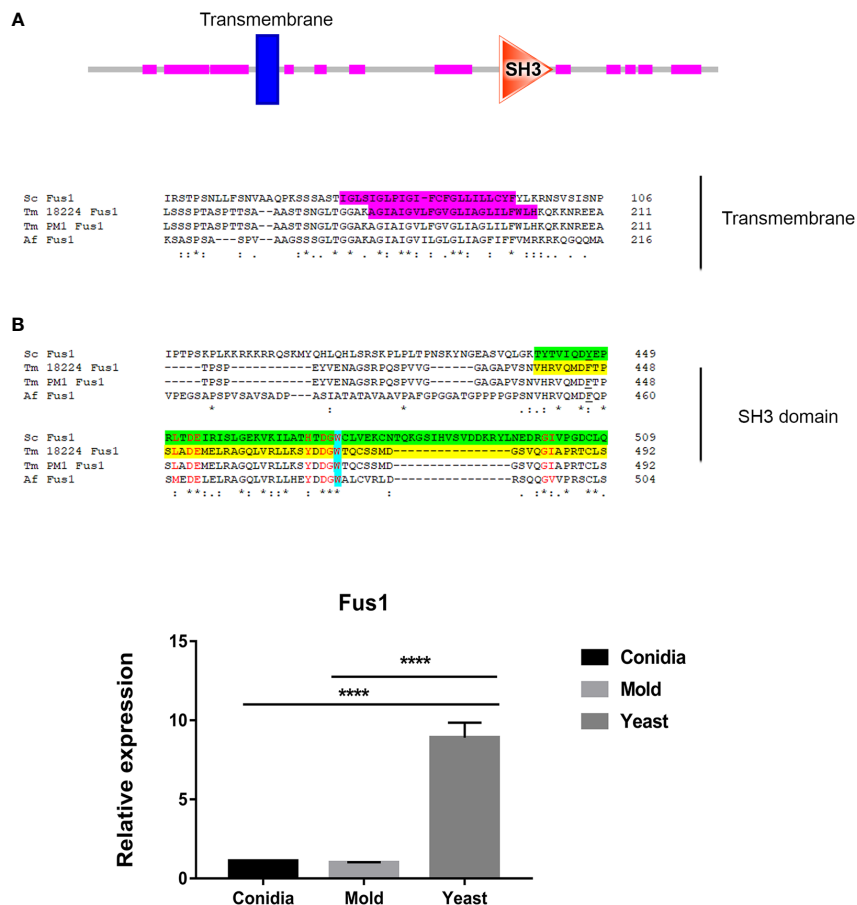 A
Transmembrane
SH3
Sc Fus1 IRSTPSNLLFSNVAAQPKSSSASTIGLSIGLPIGI-FCFGLLILLCYFYLKRNSVSISNP 106
Tm 18224 Fus1 LSSSPTASPTTSA--AASTSNGLTGGAKAGIAIGVLFGVGLIAGLILFWLHKQKKNREEA 211
Tm PM1 Fus1 LSSSPTASPTTSA--AASTSNGLTGGAKAGIAIGVLFGVGLIAGLILFWLHKQKKNREEA 211
Af Fus1 KSASPSA---SPV--AAGSSSGLTGGAKAGIAIGVILGLGLIAGFIFFVMRKRKQGQQMA 216
Transmembrane
B
Sc Fus1 IPTPSKPLKKRKKRRQSKMYQHLQHLSRSKPLPLTPNSKYNGEASVQLGKTYTVIQDYEP 449
Tm 18224 Fus1 -----TPSP----------EYVENAGSRPQSPVVG------GAGAPVSNVHRVQMDFTP 448
Tm PM1 Fus1 -----TPSP----------EYVENAGSRPQSPVVG------GAGAPVSNVHRVQMDFTP 448
Af Fus1 VPEGSAPSPVSAVSADP---ASIATATAVAAVPAFGPGGATGPPPPGPSNVHRVQMDFQP 460
Sc Fus1 RLTDEIRISLGEKVKILATHTDGWCLVEKCNTQKGSIHVSVDDKRYLNEDRGIVPGDCLQ 509
Tm 18224 Fus1 SLADEMELRAGQLVRLLKSYDDGWTQCSSMD----------------GSVQGIAPRTCLS 492
Tm PM1 Fus1 SLADEMELRAGQLVRLLKSYDDGWTQCSSMD----------------GSVQGIAPRTCLS 492
Af Fus1 SMEDELELRAGQLVRLLHEYDDGWALCVRLD----------------RSQQGVVPRSCLS 504
SH3 domain
Fus1
Relative expression
15
10
5
0
****
****
Conidia
Mold
Yeast
Conidia
Mold
Yeast